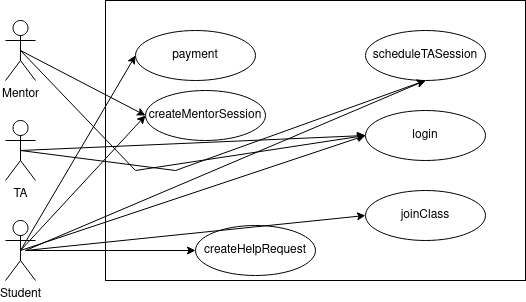 payment
scheduleTASession
Mentor
createMentorSession
login
TA
joinClass
createHelpRequest
Student